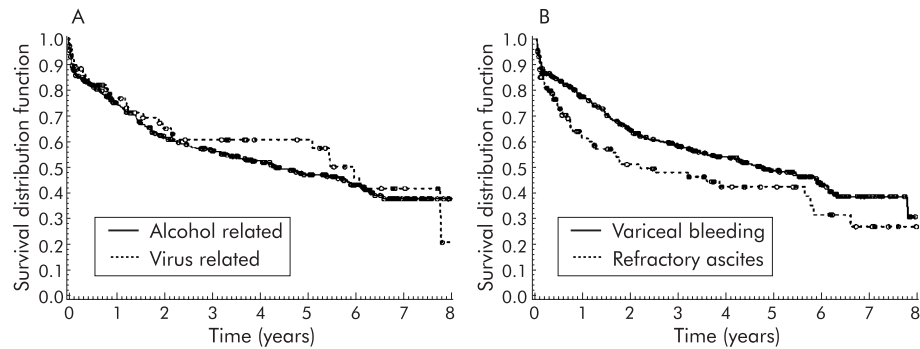 A
Survival distribution function
1.0
0.9
0.8
0.7
0.6
0.5
0.4
0.3
0.2
0.1
0.0
Alcohol related
Virus related
0 1 2 3 4 5 6 7 8
Time (years)
B
Survival distribution function
1.0
0.9
0.8
0.7
0.6
0.5
0.4
0.3
0.2
0.1
0.0
Variceal bleeding
Refractory ascites
0 1 2 3 4 5 6 7 8
Time (years)